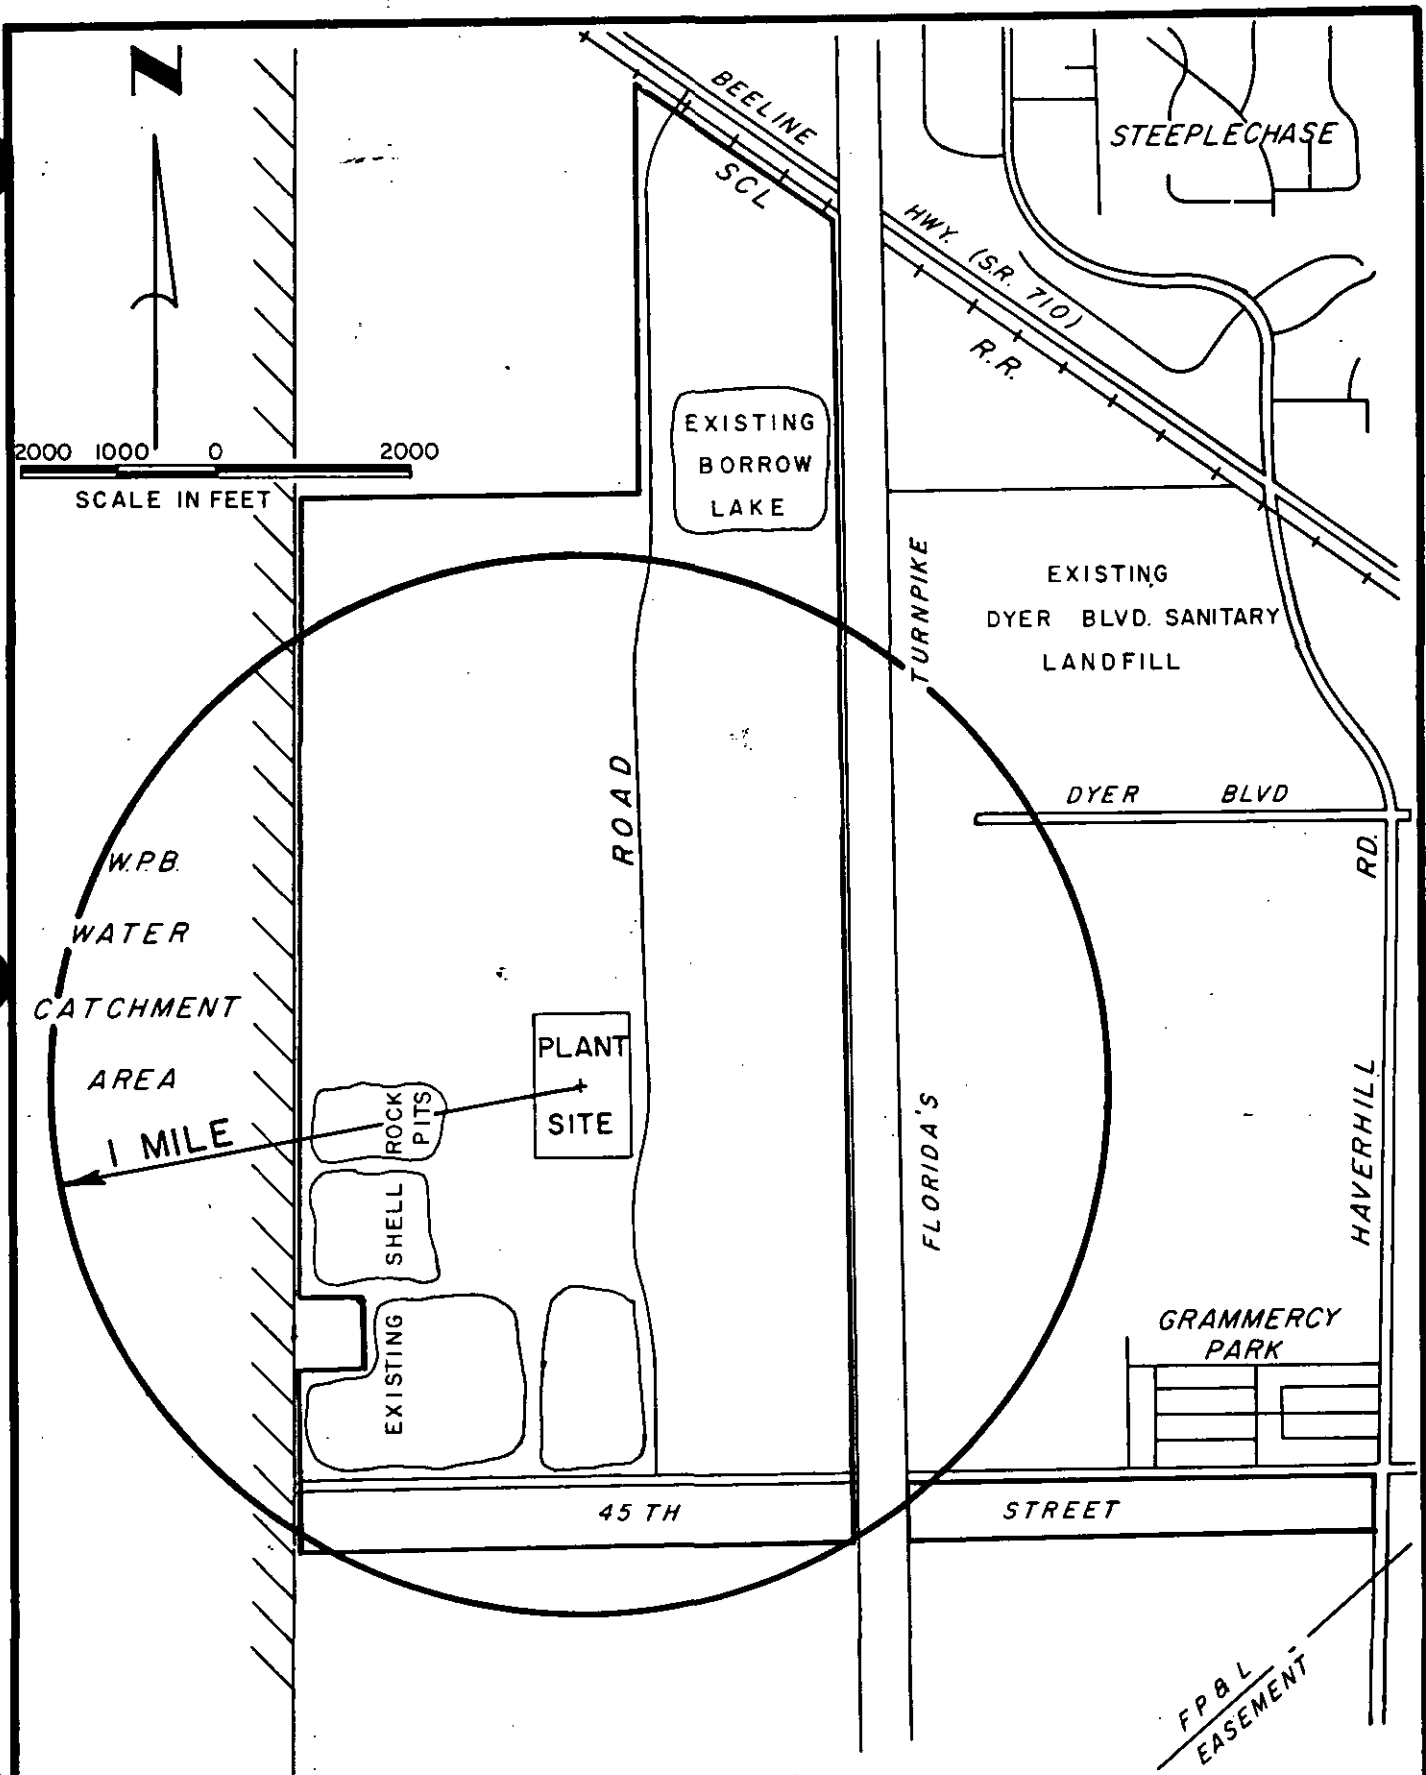 N
BEELINE
HWY. (S.R. 710)
SCL
R.R.
STEEPLECHASE
2000 1000 0 2000
SCALE IN FEET
EXISTING
BORROW
LAKE
TURNPIKE
EXISTING
DYER BLVD. SANITARY
LANDFILL
ROAD
DYER BLVD
W.P.B.
WATER
CATCHMENT
AREA
RD.
PLANT
SITE
1 MILE
ROCK
PITS
SHELL
EXISTING
FLORIDA'S
HAVERHILL
GRAMMERCY
PARK
45 TH STREET
FP & L
EASEMENT